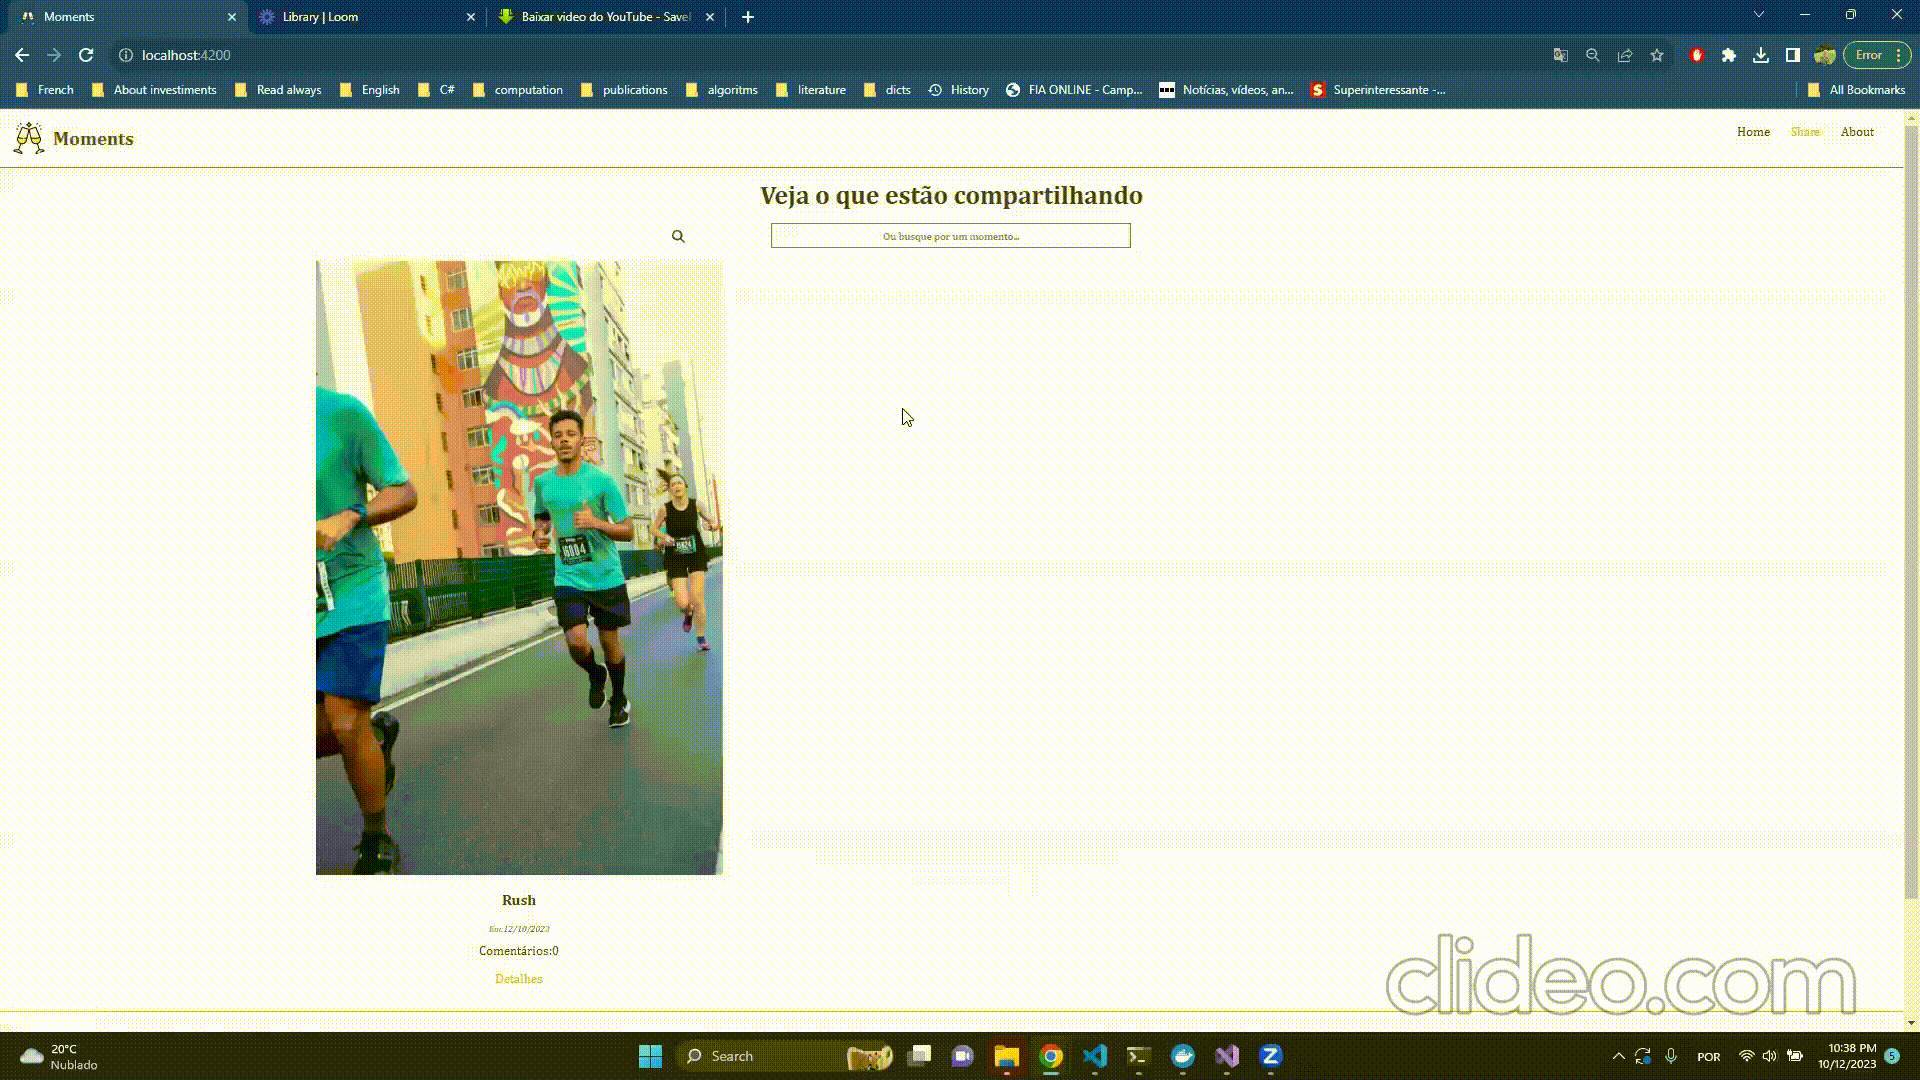 Moments
Library | Loom
Baixar video do YouTube - Savel
localhost:4200
Error
French
About investiments
Read always
English
C#
computation
publications
algoritms
literature
dicts
History
FIA ONLINE - Camp...
Notícias, vídeos, an...
Superinteressante -...
All Bookmarks
Moments
Home
Share
About
Veja o que estão compartilhando
Ou busque por um momento...
16004
Rush
Em:12/10/2023
Comentários:0
Detalhes
clideo.com
20°C
Nublado
Search
POR
10:38 PM
10/12/2023
5